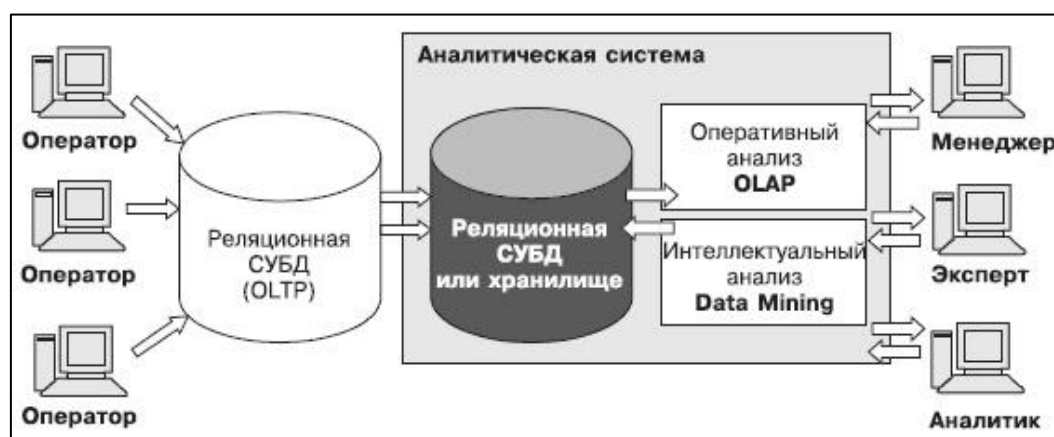 Аналитическая система
Оператор
Оператор
Оператор
Реляционная
СУБД
(OLTP)
Реляционная
СУБД
или хранилище
Оперативный
анализ
OLAP
Интеллектуальный
анализ
Data Mining
Менеджер
Эксперт
Аналитик